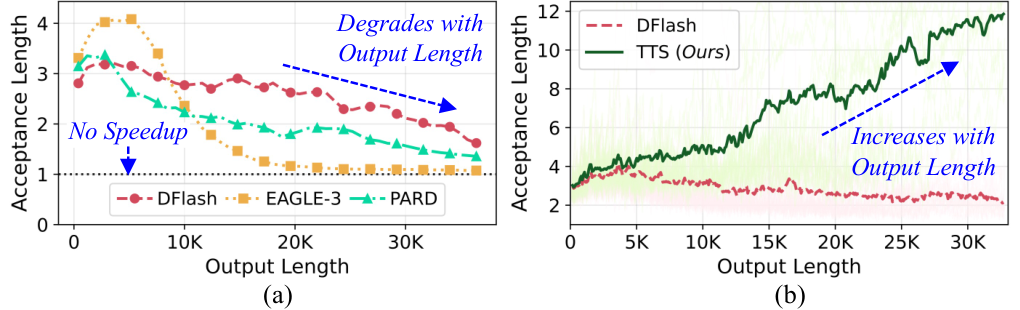 Acceptance Length
4
3
2
1
0
Degrades with
Output Length
No Speedup
DFlash
EAGLE-3
PARD
0
10K
20K
30K
Output Length
(a)
Acceptance Length
12
10
8
6
4
2
DFlash
TTS (Ours)
Increases with
Output Length
0
5K
10K
15K
20K
25K
30K
Output Length
(b)